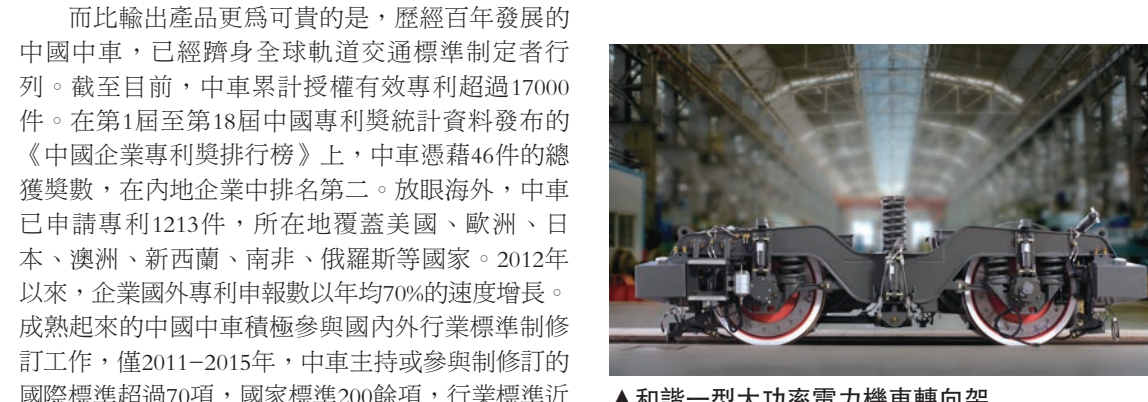 而比輸出產品更爲可貴的是，歷經百年發展的
中國中車，已經躋身全球軌道交通標準制定者行
列。截至目前，中車累計授權有效專利超過17000
件。在第1屆至第18屆中國專利獎統計資料發布的
《中國企業專利獎排行榜》上，中車憑藉46件的總
獲獎數，在內地企業中排名第二。放眼海外，中車
已申請專利1213件，所在地覆蓋美國、歐洲、日
本、澳洲、新西蘭、南非、俄羅斯等國家。2012年
以來，企業國外專利申報數以年均70%的速度增長。
成熟起來的中國中車積極參與國內外行業標準制修
訂工作，僅2011−2015年，中車主持或參與制修訂的
國際標準超過70項，國家標準200餘項，行業標準近
▲和諧一型大功率電力機車轉向架